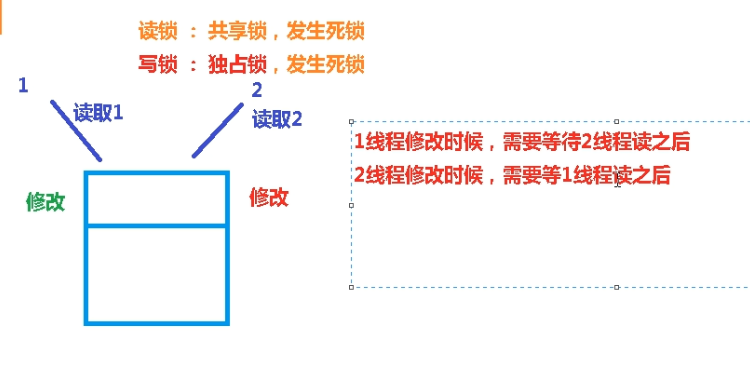 读锁 ： 共享锁，发生死锁
写锁 ： 独占锁，发生死锁
1
2
读取1
读取2
1线程修改时候，需要等待2线程读之后
2线程修改时候，需要等1线程读之后
修改
修改